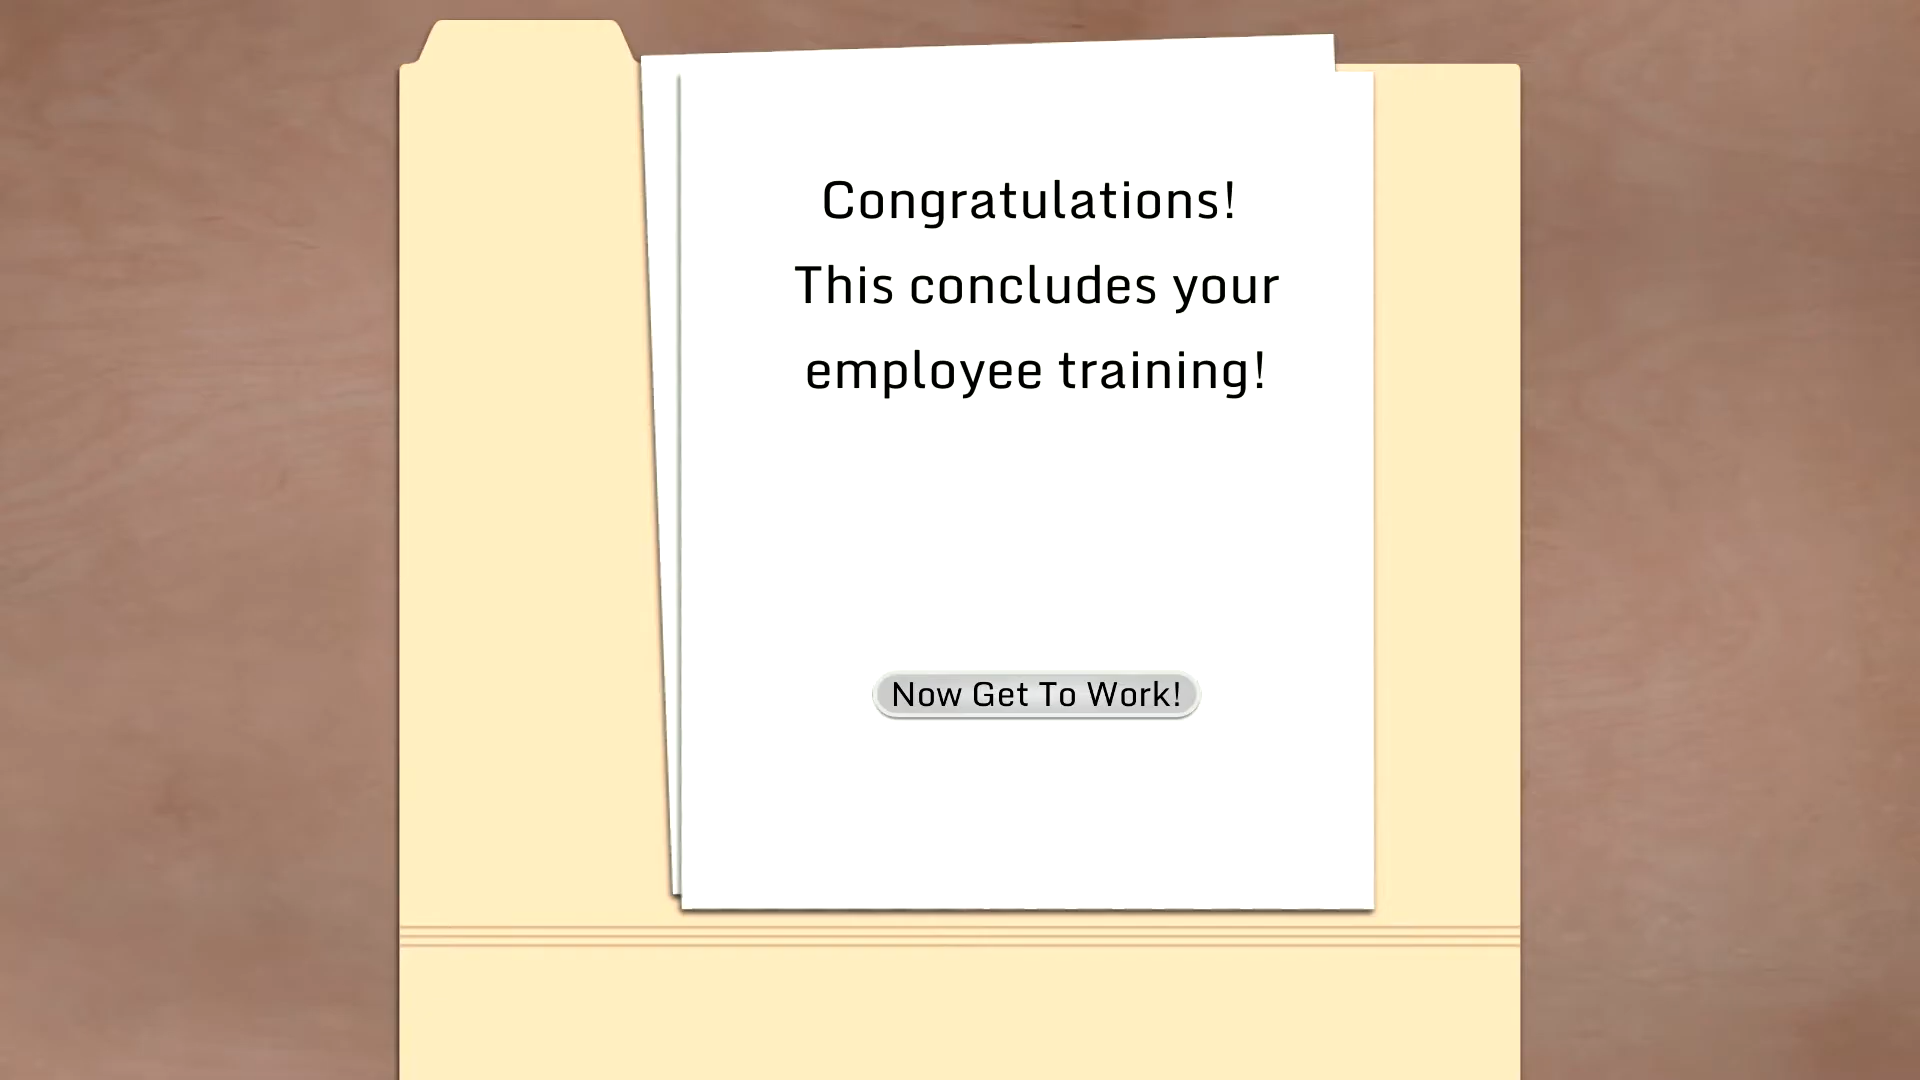 Congratulations!
This concludes your
employee training!
Now Get To Work!